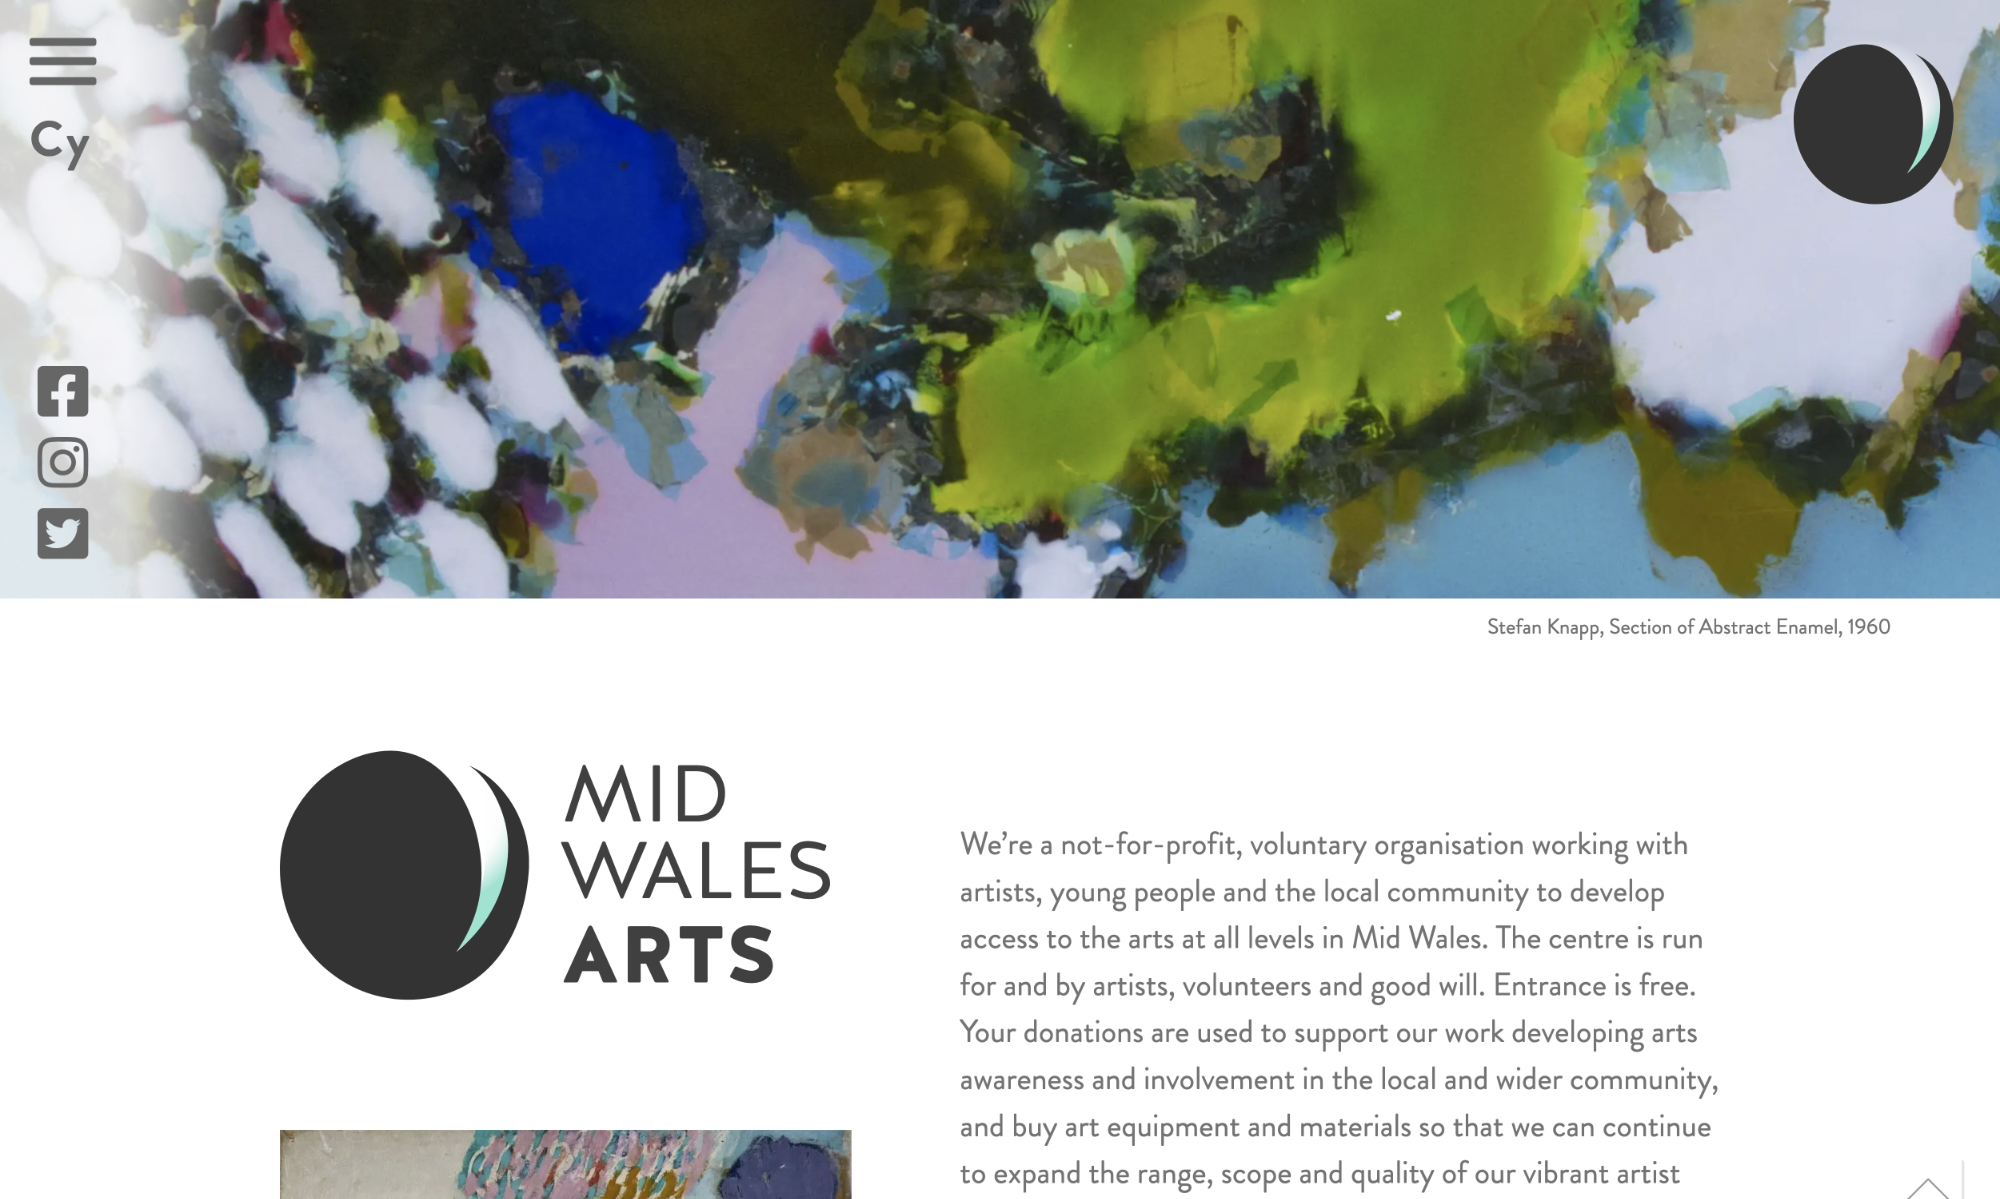 Cy
Stefan Knapp, Section of Abstract Enamel, 1960
MID
WALES
ARTS
We’re a not-for-profit, voluntary organisation working with
artists, young people and the local community to develop
access to the arts at all levels in Mid Wales. The centre is run
for and by artists, volunteers and good will. Entrance is free.
Your donations are used to support our work developing arts
awareness and involvement in the local and wider community,
and buy art equipment and materials so that we can continue
to expand the range, scope and quality of our vibrant artist